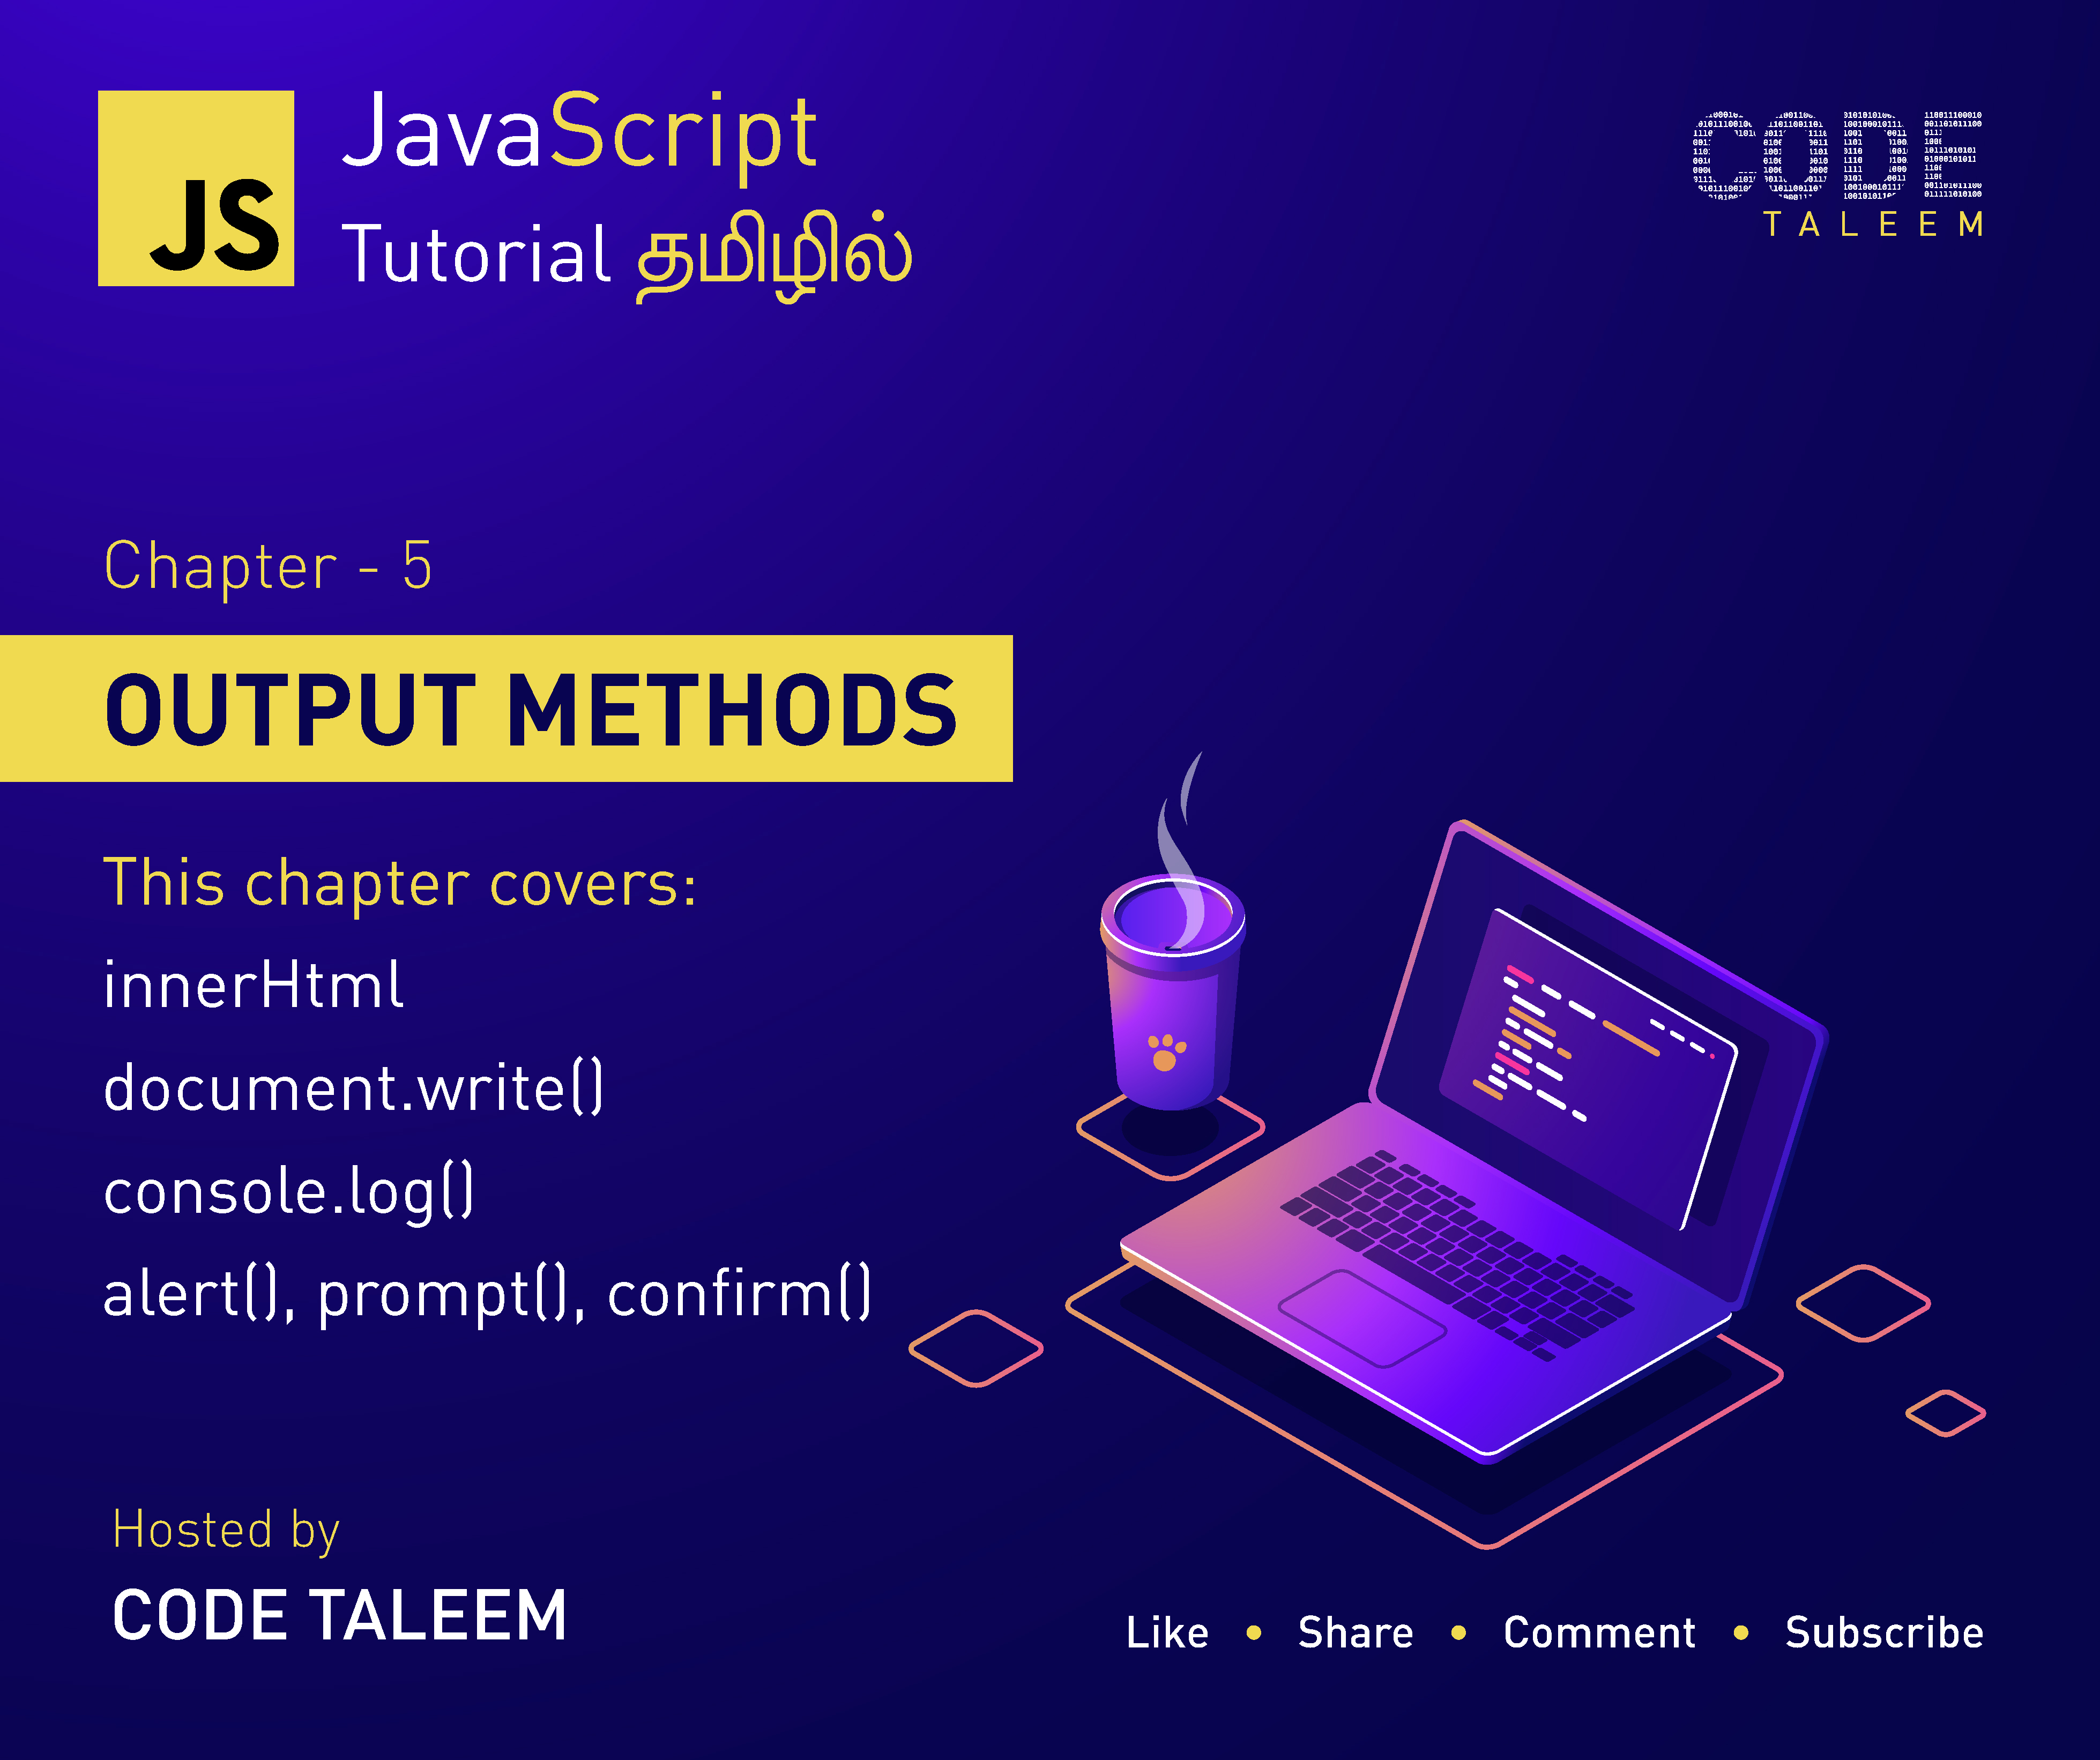 JS
JavaScript
Tutorial தமிழில்
CODE
TALEEM
Chapter - 5
OUTPUT METHODS
This chapter covers:
innerHtml
document.write()
console.log()
alert(), prompt(), confirm()
Hosted by
CODE TALEEM
Like • Share • Comment • Subscribe